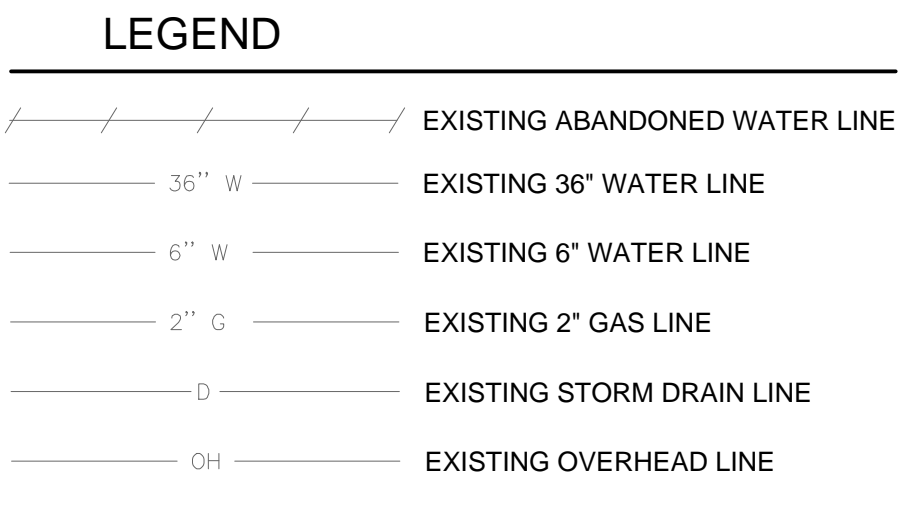 LEGEND
EXISTING ABANDONED WATER LINE
36'' W EXISTING 36" WATER LINE
6'' W EXISTING 6" WATER LINE
2'' G EXISTING 2" GAS LINE
D EXISTING STORM DRAIN LINE
OH EXISTING OVERHEAD LINE